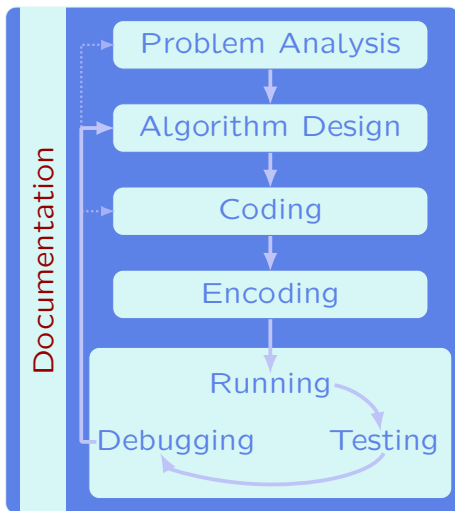 Documentation
Problem Analysis
Algorithm Design
Coding
Encoding
Running
Debugging
Testing